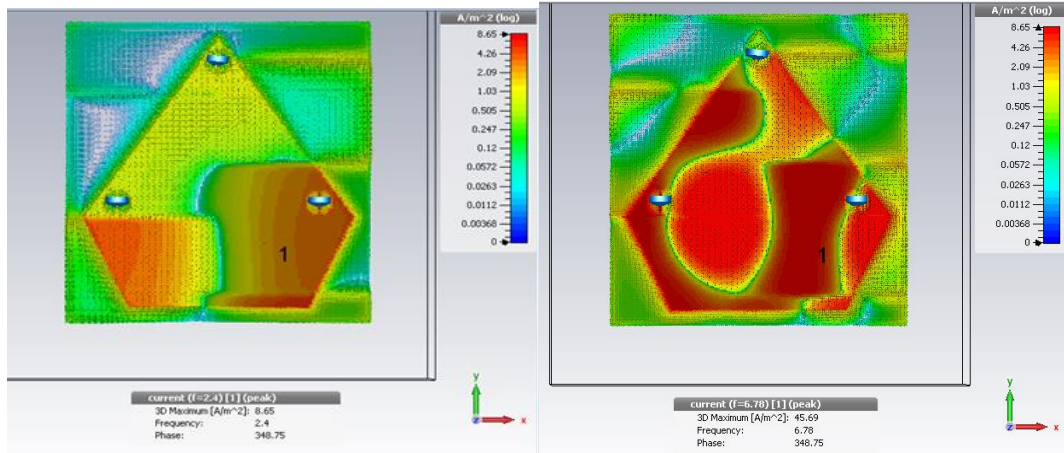 A/m^2 (log)
8.65
4.26
2.09
1.03
0.505
0.247
0.12
0.0572
0.0263
0.0112
0.00368
0
1
y
z
x
current (f=2.4) [1] (peak)
3D Maximum [A/m^2]: 8.65
Frequency: 2.4
Phase: 348.75
A/m^2 (log)
8.65
4.26
2.09
1.03
0.505
0.247
0.12
0.0572
0.0263
0.0112
0.00368
0
1
y
z
x
current (f=6.78) [1] (peak)
3D Maximum [A/m^2]: 45.69
Frequency: 6.78
Phase: 348.75